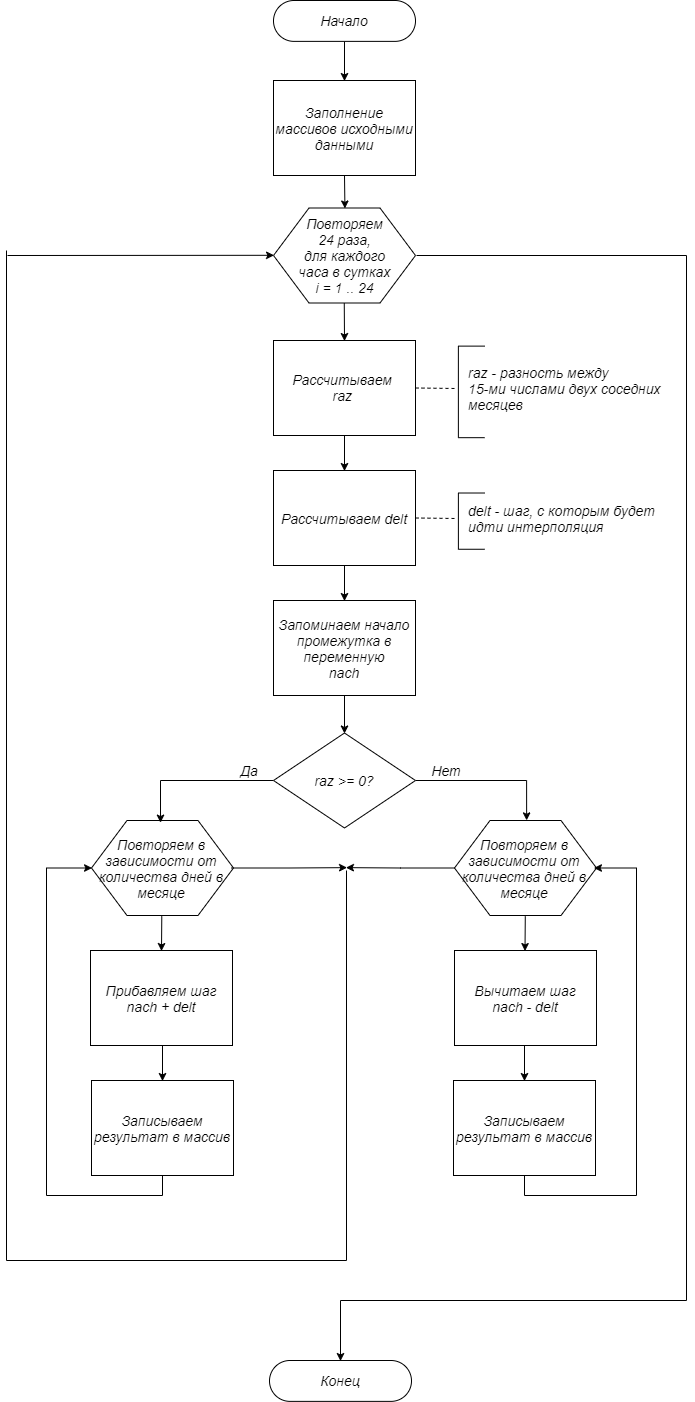 Начало
Заполнение
массивов исходными
данными
Повторяем
24 раза,
для каждого
часа в сутках
i = 1 .. 24
Рассчитываем
raz
raz - разность между
15-ми числами двух соседних
месяцев
Рассчитываем delt
delt - шаг, с которым будет
идти интерполяция
Запоминаем начало
промежутка в
переменную
nach
raz >= 0?
Да
Нет
Повторяем в
зависимости от
количества дней в
месяце
Повторяем в
зависимости от
количества дней в
месяце
Прибавляем шаг
nach + delt
Вычитаем шаг
nach - delt
Записываем
результат в массив
Записываем
результат в массив
Конец